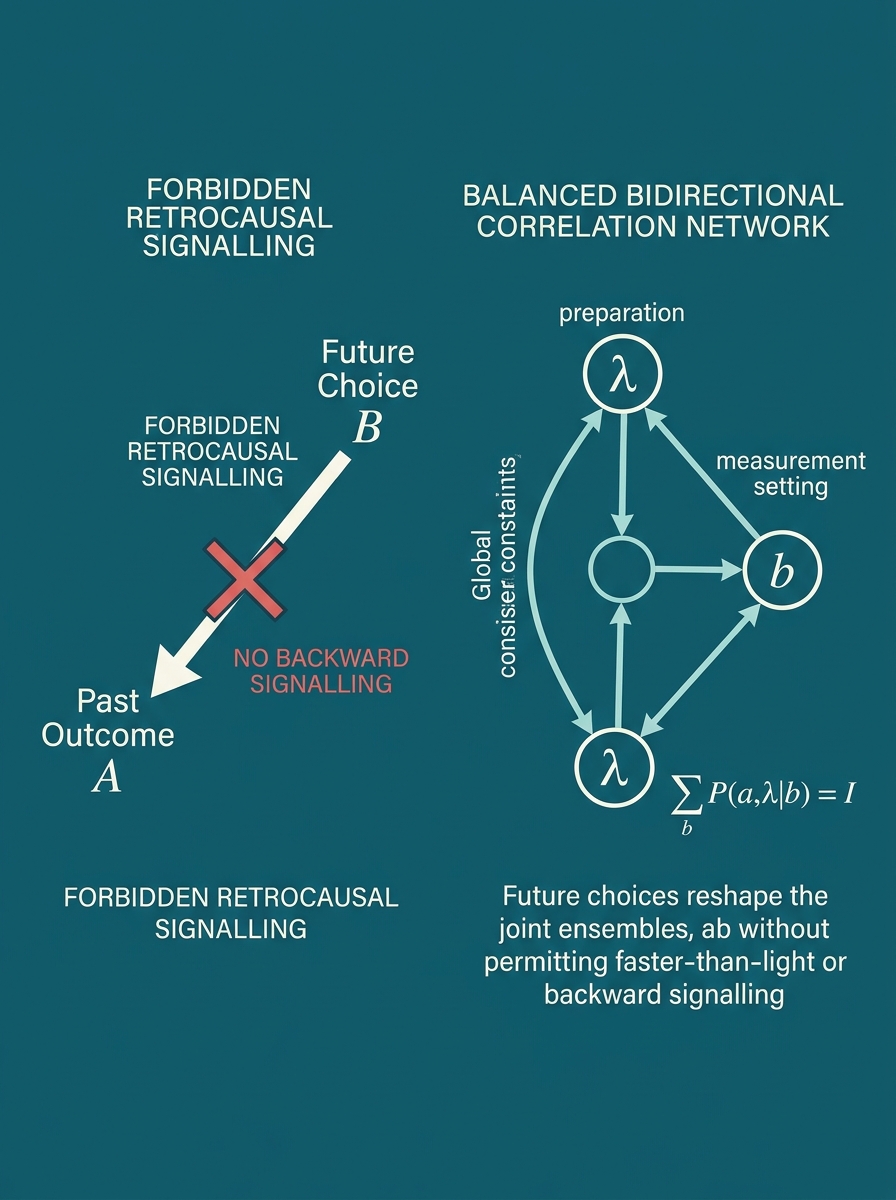 FORBIDDEN
RETROCAUSAL
SIGNALLING
Future
Choice
B
FORBIDDEN
RETROCAUSAL
SIGNALLING
NO BACKWARD
SIGNALLING
Past
Outcome
A
FORBIDDEN RETROCAUSAL
SIGNALLING
BALANCED BIDIRECTIONAL
CORRELATION NETWORK
preparation
λ
measurement
setting
Global
consiser constaints
b
λ
∑ P(a,λ|b) = I
b
Future choices reshape the
joint ensembles, ab without
permitting faster-than-light or
backward signalling